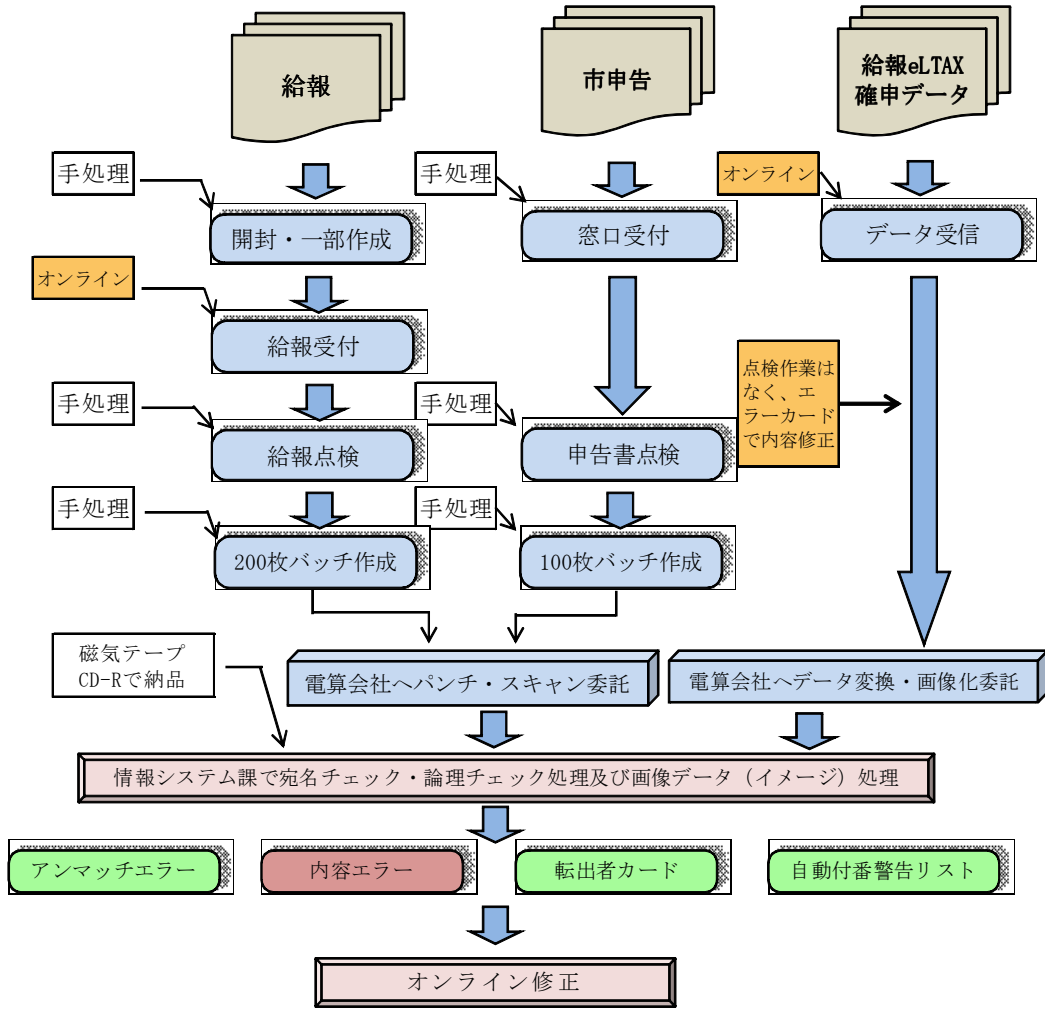 給報
市申告
給報eLTAX
確申データ
手処理
手処理
オンライン
開封・一部作成
窓口受付
データ受信
オンライン
給報受付
点検作業は
なく、エ
ラーカード
で内容修正
手処理
手処理
給報点検
申告書点検
手処理
手処理
200枚バッチ作成
100枚バッチ作成
磁気テープ
CD-Rで納品
電算会社へパンチ・スキャン委託
電算会社へデータ変換・画像化委託
情報システム課で宛名チェック・論理チェック処理及び画像データ（イメージ）処理
アンマッチエラー
内容エラー
転出者カード
自動付番警告リスト
オンライン修正